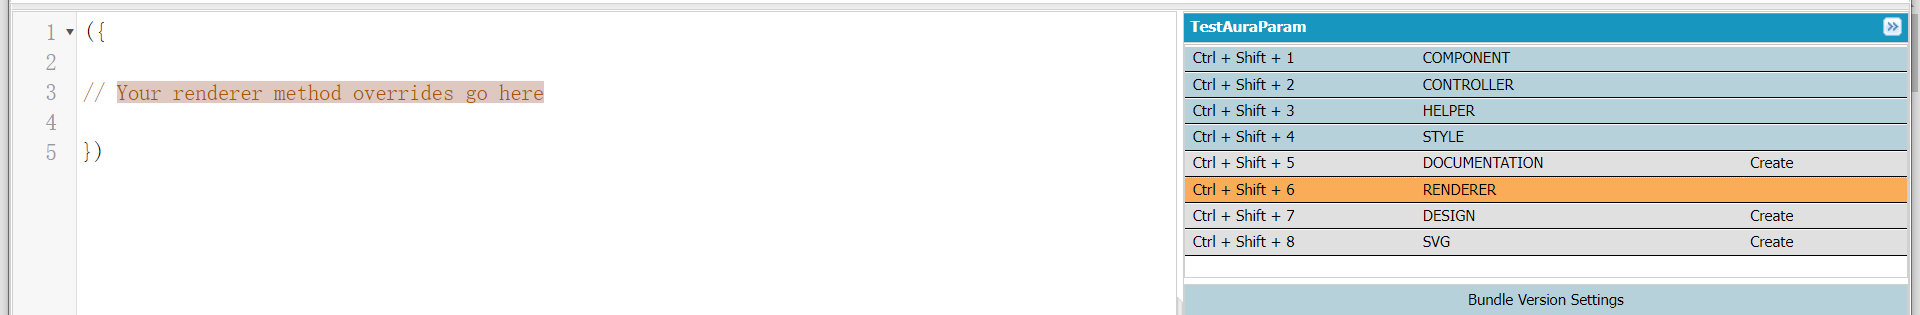 1 ({
2
3 // Your renderer method overrides go here
4
5 })
TestAuraParam
Ctrl + Shift + 1 COMPONENT
Ctrl + Shift + 2 CONTROLLER
Ctrl + Shift + 3 HELPER
Ctrl + Shift + 4 STYLE
Ctrl + Shift + 5 DOCUMENTATION Create
Ctrl + Shift + 6 RENDERER
Ctrl + Shift + 7 DESIGN Create
Ctrl + Shift + 8 SVG Create
Bundle Version Settings